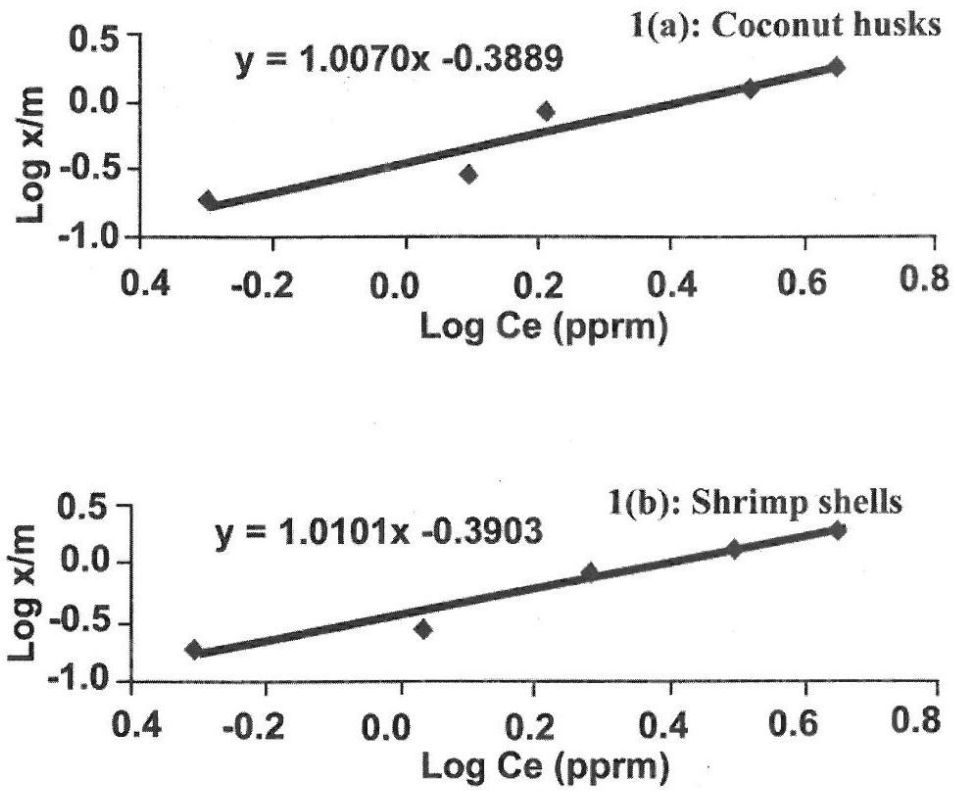 1(a): Coconut husks
y = 1.0070x -0.3889
0.5
0.0
-0.5
-1.0
Log x/m
0.4 -0.2 0.0 0.2 0.4 0.6 0.8
Log Ce (pprm)
1(b): Shrimp shells
y = 1.0101x -0.3903
0.5
0.0
-0.5
-1.0
Log x/m
0.4 -0.2 0.0 0.2 0.4 0.6 0.8
Log Ce (pprm)